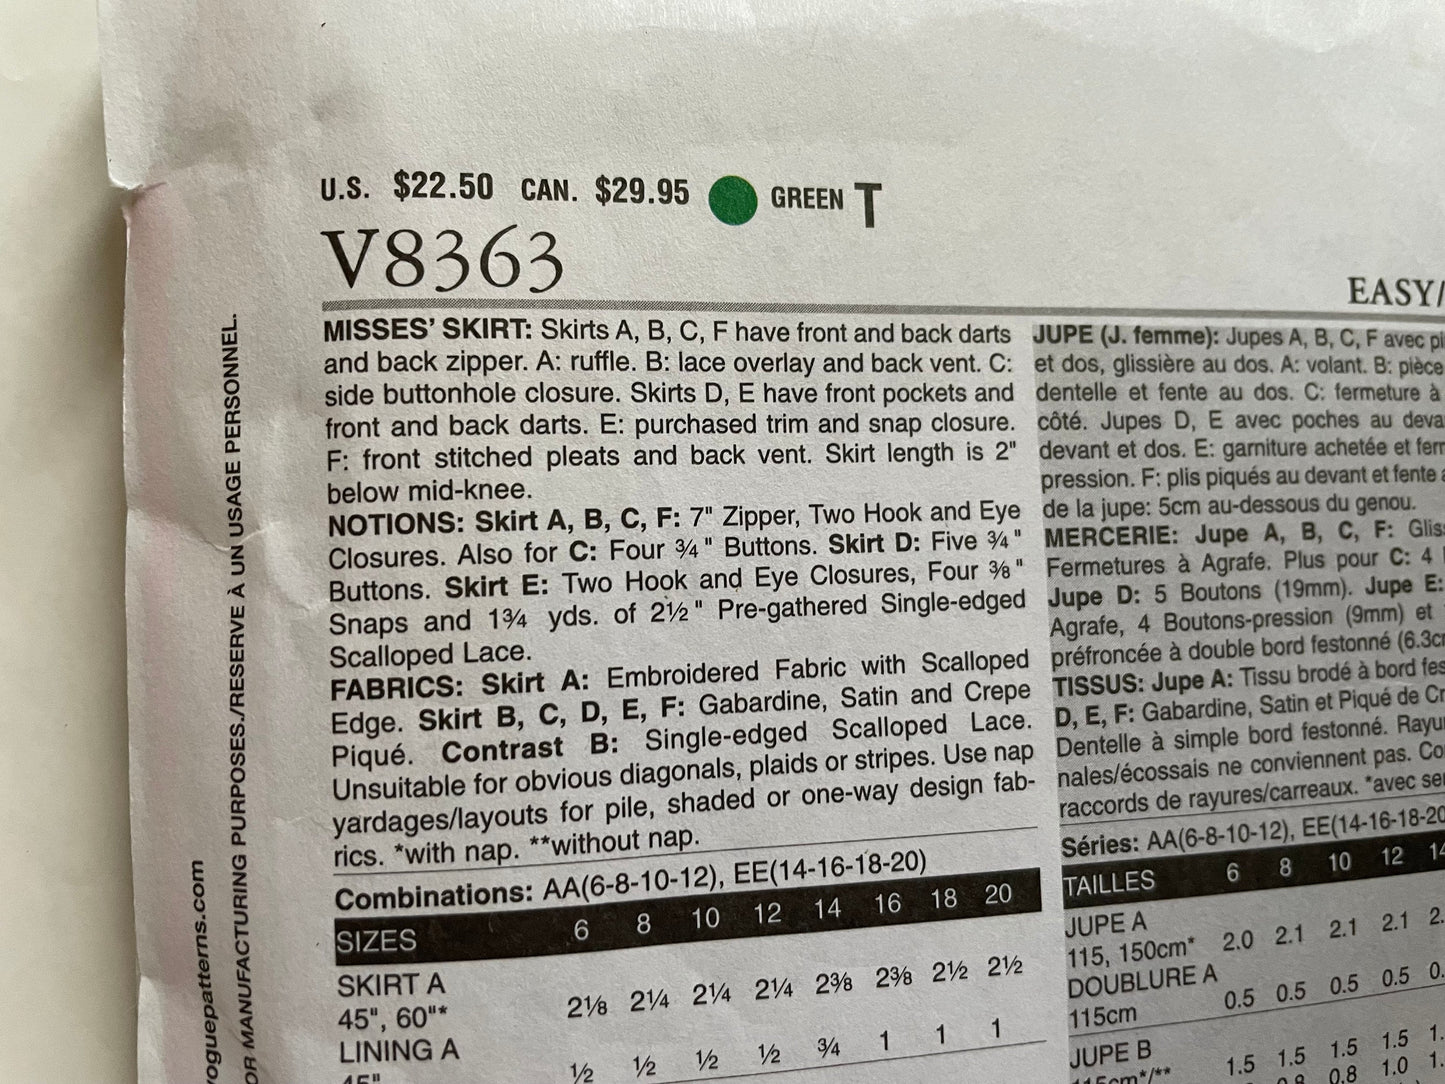 U.S. $22.50 CAN. $29.95 GREEN T
V8363
EASY/
MISSES' SKIRT: Skirts A, B, C, F have front and back darts
and back zipper. A: ruffle. B: lace overlay and back vent. C:
side buttonhole closure. Skirts D, E have front pockets and
front and back darts. E: purchased trim and snap closure.
F: front stitched pleats and back vent. Skirt length is 2"
below mid-knee.
NOTIONS: Skirt A, B, C, F: 7" Zipper, Two Hook and Eye
Closures. Also for C: Four ¾" Buttons. Skirt D: Five ¾"
Buttons. Skirt E: Two Hook and Eye Closures, Four ⅜"
Snaps and 1¾ yds. of 2½" Pre-gathered Single-edged
Scalloped Lace.
FABRICS: Skirt A: Embroidered Fabric with Scalloped
Edge. Skirt B, C, D, E, F: Gabardine, Satin and Crepe
Piqué. Contrast B: Single-edged Scalloped Lace.
Unsuitable for obvious diagonals, plaids or stripes. Use nap
yardages/layouts for pile, shaded or one-way design fab-
rics. *with nap. **without nap.
Combinations: AA(6-8-10-12), EE(14-16-18-20)
SIZES 6 8 10 12 14 16 18 20
SKIRT A
45", 60"* 2⅛ 2¼ 2¼ 2¼ 2⅜ 2⅜ 2½ 2½
LINING A
45" ½ ½ ½ ½ ¾ 1 1 1
JUPE (J. femme): Jupes A, B, C, F avec
et dos, glissière au dos. A: volant. B: pièce
dentelle et fente au dos. C: fermeture à
côté. Jupes D, E avec poches au
devant et dos. E: garniture achetée et
pression. F: plis piqués au devant et fente
de la jupe: 5cm au-dessous du genou.
MERCERIE: Jupe A, B, C, F:
Fermetures à Agrafe. Plus pour C: 4
Jupe D: 5 Boutons (19mm). Jupe E:
Agrafe, 4 Boutons-pression (9mm) et
préfroncée à double bord festonné
TISSUS: Jupe A: Tissu brodé à bord
D, E, F: Gabardine, Satin et Piqué de
Dentelle à simple bord festonné.
nales/écossais ne conviennent pas.
raccords de rayures/carreaux. *avec
Séries: AA(6-8-10-12), EE(14-16-18-20
TAILLES 6 8 10 12 14
JUPE A
115, 150cm* 2.0 2.1 2.1 2.1 2.
DOUBLURE A
115cm 0.5 0.5 0.5 0.5 0.
JUPE B
115cm*/** 1.5 1.5 1.5 1.5 1.
0.8 0.8 1.0 1.
voguepatterns.com
OR MANUFACTURING PURPOSES./RESERVE À UN USAGE PERSONNEL.